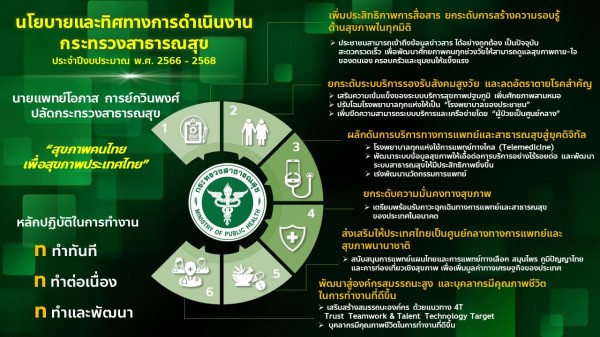 นโยบายและทิศทางการดำเนินงาน
กระทรวงสาธารณสุข
ประจำปีงบประมาณ พ.ศ. 2566 - 2568
นายแพทย์โอภาส การย์กวินพงศ์
ปลัดกระทรวงสาธารณสุข
“สุขภาพคนไทย
เพื่อสุขภาพประเทศไทย”
หลักปฏิบัติในการทำงาน
ท ทำทันที
ท ทำต่อเนื่อง
ท ทำและพัฒนา
1
2
3
4
5
6
กระทรวงสาธารณสุข
MINISTRY OF PUBLIC HEALTH
เพิ่มประสิทธิภาพการสื่อสาร ยกระดับการสร้างความรอบรู้
ด้านสุขภาพในทุกมิติ
ประชาชนสามารถเข้าถึงข้อมูลข่าวสาร ได้อย่างถูกต้อง เป็นปัจจุบัน
สะดวกรวดเร็ว เพื่อพัฒนาศักยภาพคนทุกช่วงวัยให้สามารถดูแลสุขภาพกาย-ใจ
ของตนเอง ครอบครัวและชุมชนให้แข็งแรง
ยกระดับระบบบริการรองรับสังคมสูงวัย และลดอัตราตายโรคสำคัญ
เสริมความเข้มแข็งของระบบบริการสุขภาพปฐมภูมิ เพิ่มศักยภาพสามหมอ
ปรับโฉมโรงพยาบาลทุกแห่งให้เป็น “โรงพยาบาลของประชาชน”
เพิ่มขีดความสามารถระบบบริการและเครือข่ายโดย “ผู้ป่วยเป็นศูนย์กลาง”
ผลักดันการบริการทางการแพทย์และสาธารณสุขสู่ยุคดิจิทัล
โรงพยาบาลทุกแห่งใช้การแพทย์ทางไกล (Telemedicine)
พัฒนาระบบข้อมูลสุขภาพให้เอื้อต่อการบริการอย่างไร้รอยต่อ และพัฒนา
ระบบสาธารณสุขให้มีประสิทธิภาพยิ่งขึ้น
เร่งพัฒนานวัตกรรมการแพทย์
ยกระดับความมั่นคงทางสุขภาพ
เตรียมพร้อมรับภาวะฉุกเฉินทางการแพทย์และสาธารณสุข
ของประเทศในอนาคต
ส่งเสริมให้ประเทศไทยเป็นศูนย์กลางทางการแพทย์และ
สุขภาพนานาชาติ
สนับสนุนการแพทย์แผนไทยและการแพทย์ทางเลือก สมุนไพร ภูมิปัญญาไทย
และการท่องเที่ยวเชิงสุขภาพ เพื่อเพิ่มมูลค่าทางเศรษฐกิจของประเทศ
พัฒนาสู่องค์กรสมรรถนะสูง และบุคลากรมีคุณภาพชีวิต
ในการทำงานที่ดีขึ้น
เสริมสร้างสมรรถนะองค์กร ด้วยแนวทาง 4T
Trust Teamwork & Talent Technology Target
บุคลากรมีคุณภาพชีวิตในการทำงานที่ดีขึ้น